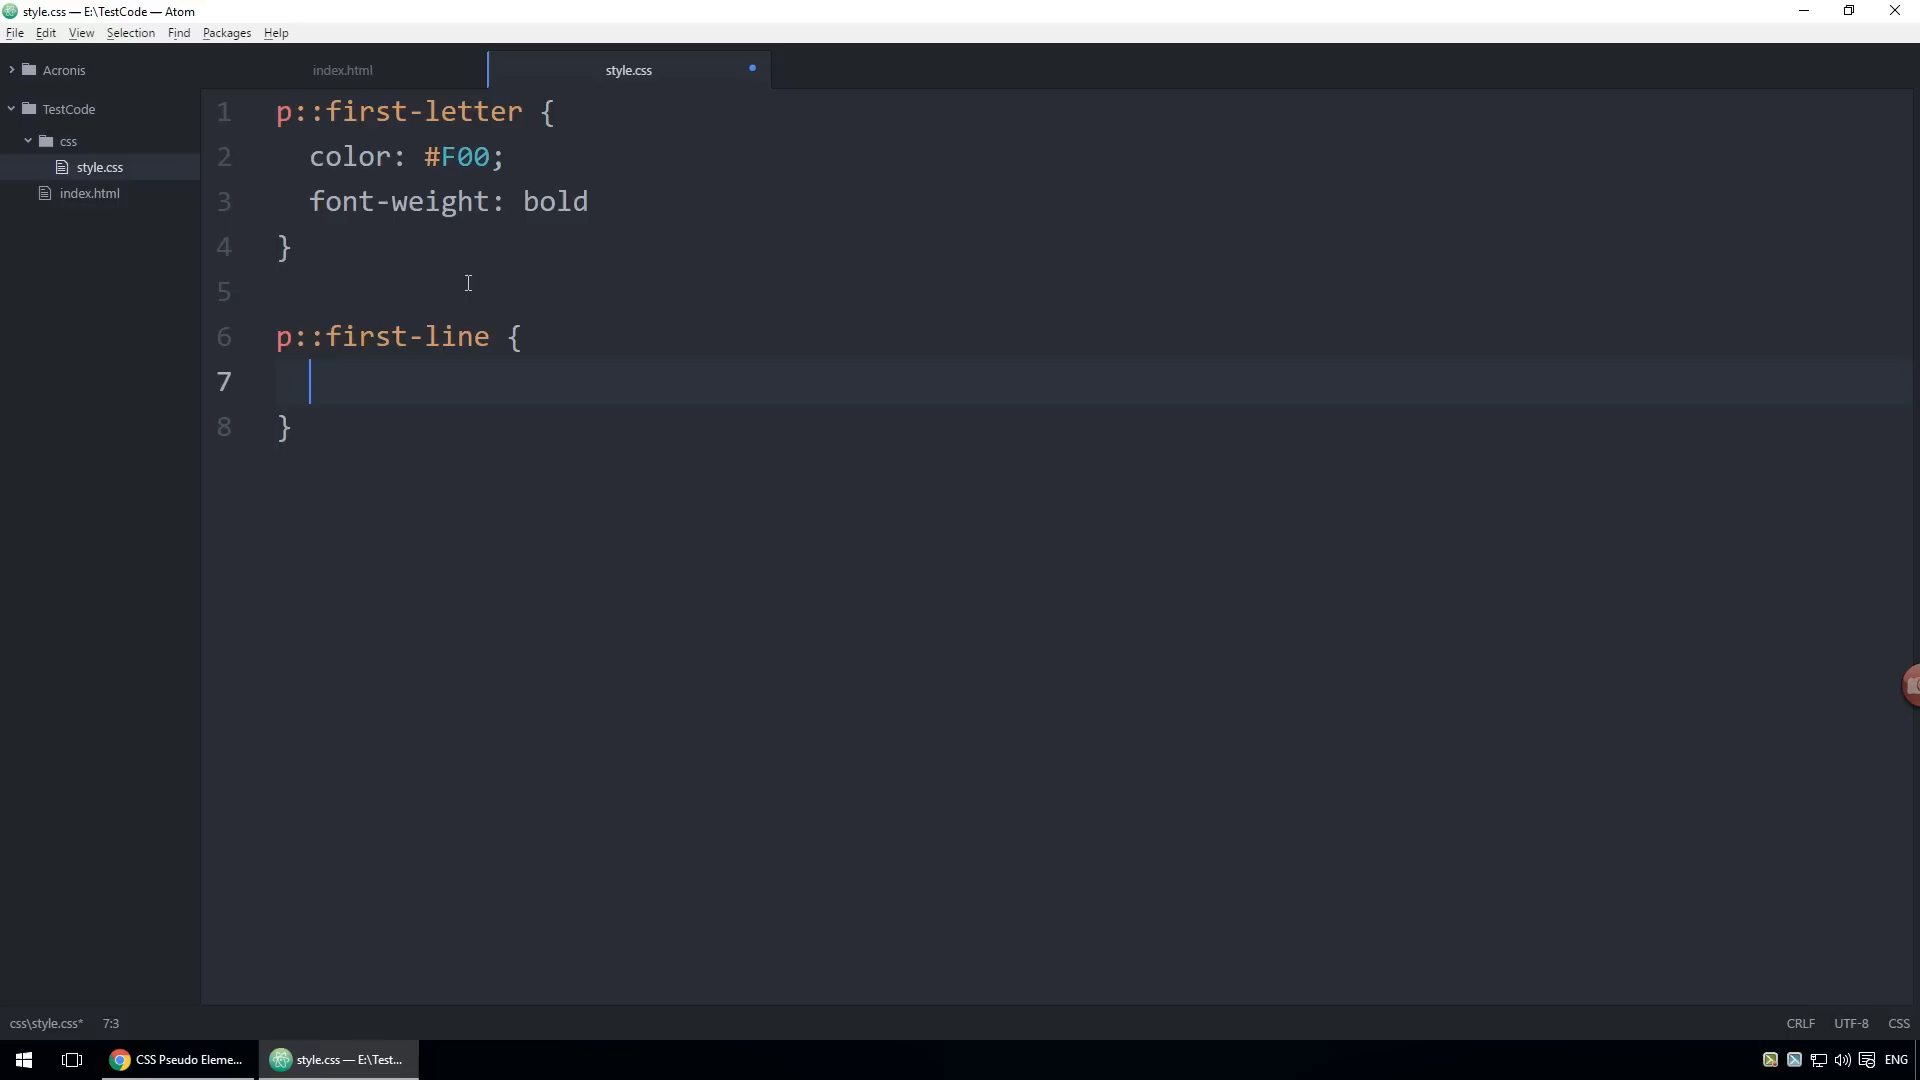 style.css — E:\TestCode — Atom
File Edit View Selection Find Packages Help
Acronis
TestCode
css
style.css
index.html
index.html style.css
1 p::first-letter {
2 color: #F00;
3 font-weight: bold
4 }
5
6 p::first-line {
7
8 }
css\style.css* 7:3 CRLF UTF-8 CSS
CSS Pseudo Eleme... style.css — E:\Test... ENG